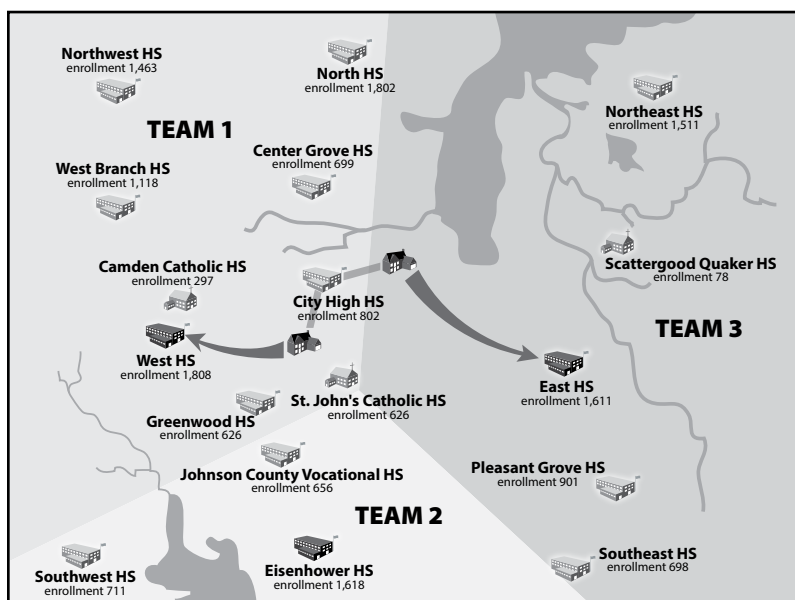 Northwest HS
enrollment 1,463
North HS
enrollment 1,802
Northeast HS
enrollment 1,511
TEAM 1
Center Grove HS
enrollment 699
West Branch HS
enrollment 1,118
Camden Catholic HS
enrollment 297
City High HS
enrollment 802
Scattergood Quaker HS
enrollment 78
TEAM 3
West HS
enrollment 1,808
East HS
enrollment 1,611
St. John's Catholic HS
enrollment 626
Greenwood HS
enrollment 626
Johnson County Vocational HS
enrollment 656
Pleasant Grove HS
enrollment 901
TEAM 2
Southwest HS
enrollment 711
Eisenhower HS
enrollment 1,618
Southeast HS
enrollment 698